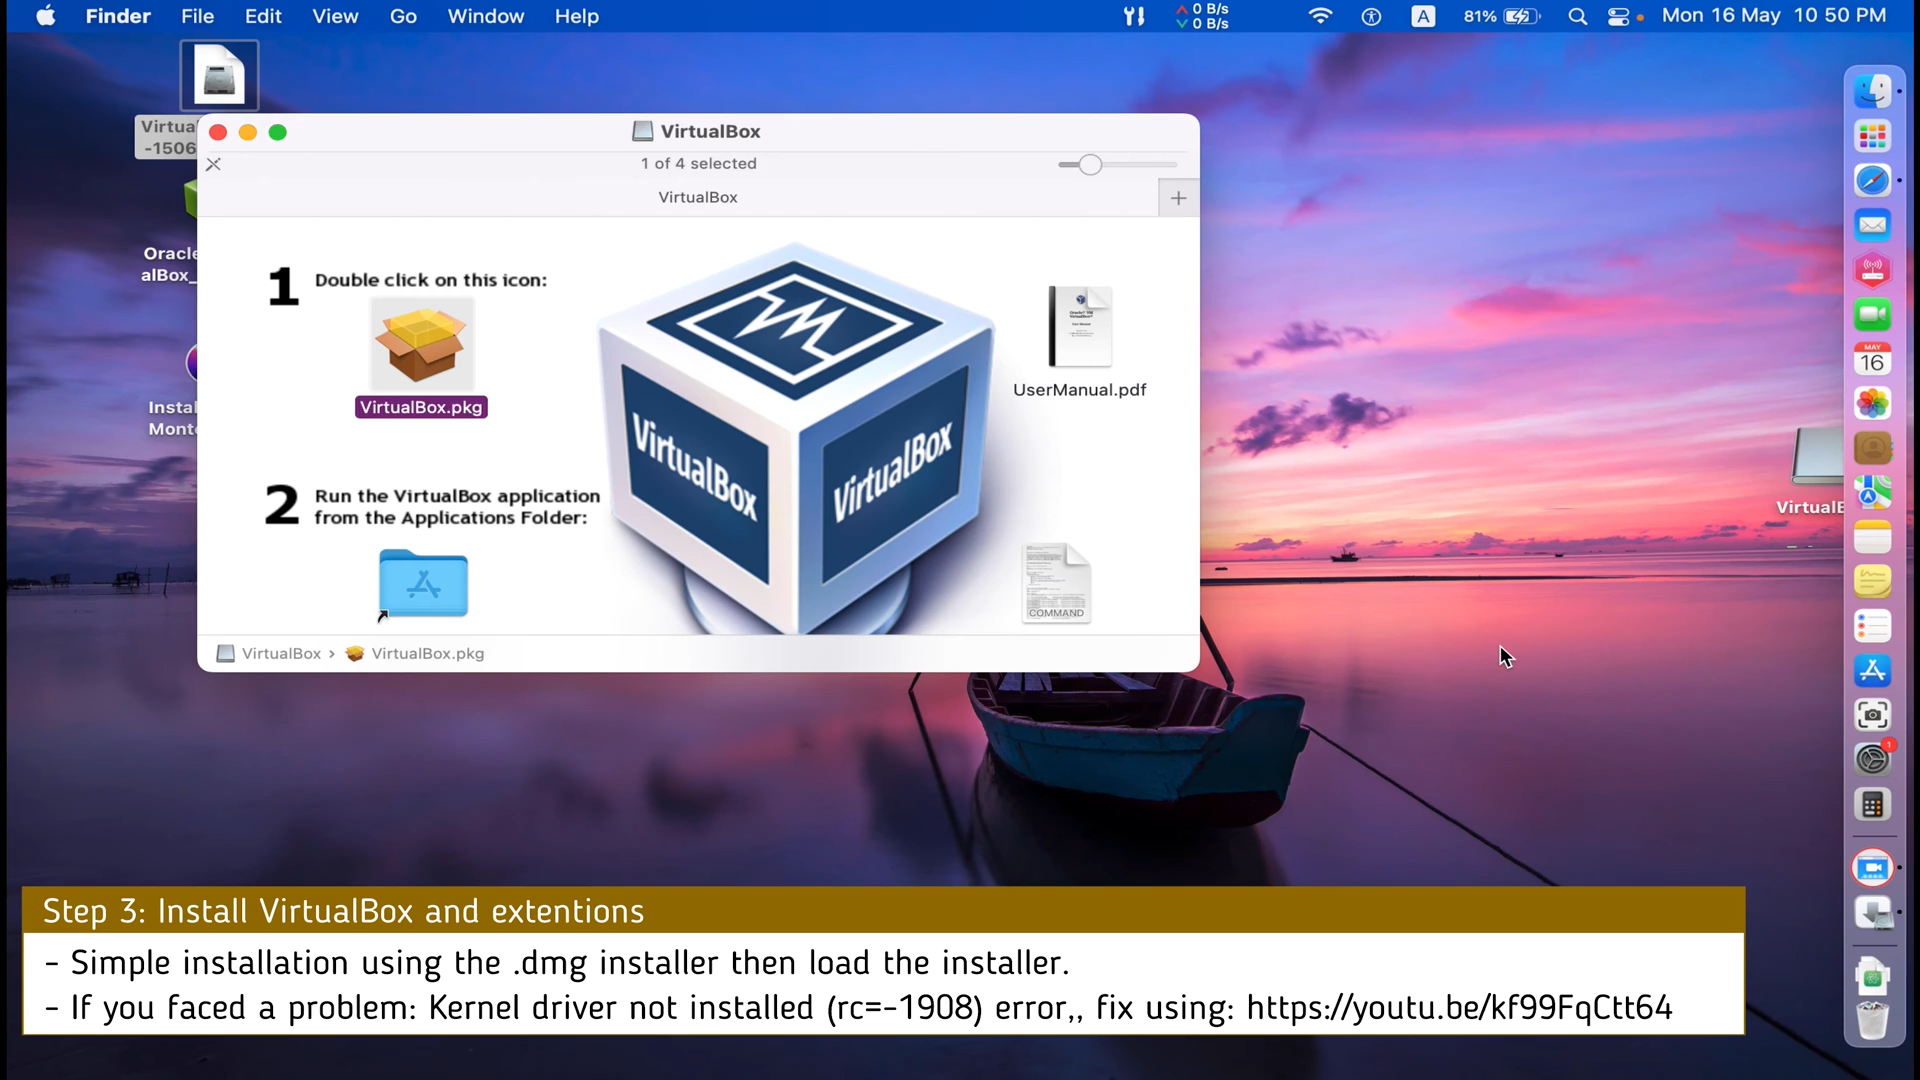 Finder File Edit View Go Window Help 0 B/s 0 B/s A 81% Mon 16 May 10 50 PM
Virtua
-1506
Oracle
alBox_
Instal
Monte
VirtualBox
1 of 4 selected
VirtualBox
1 Double click on this icon:
VirtualBox.pkg
2 Run the VirtualBox application
from the Applications Folder:
VirtualBox
VirtualBox
UserManual.pdf
COMMAND
VirtualBox › VirtualBox.pkg
VirtualB
MAY
16
1
Step 3: Install VirtualBox and extentions
- Simple installation using the .dmg installer then load the installer.
- If you faced a problem: Kernel driver not installed (rc=-1908) error,, fix using: https://youtu.be/kf99FqCtt64